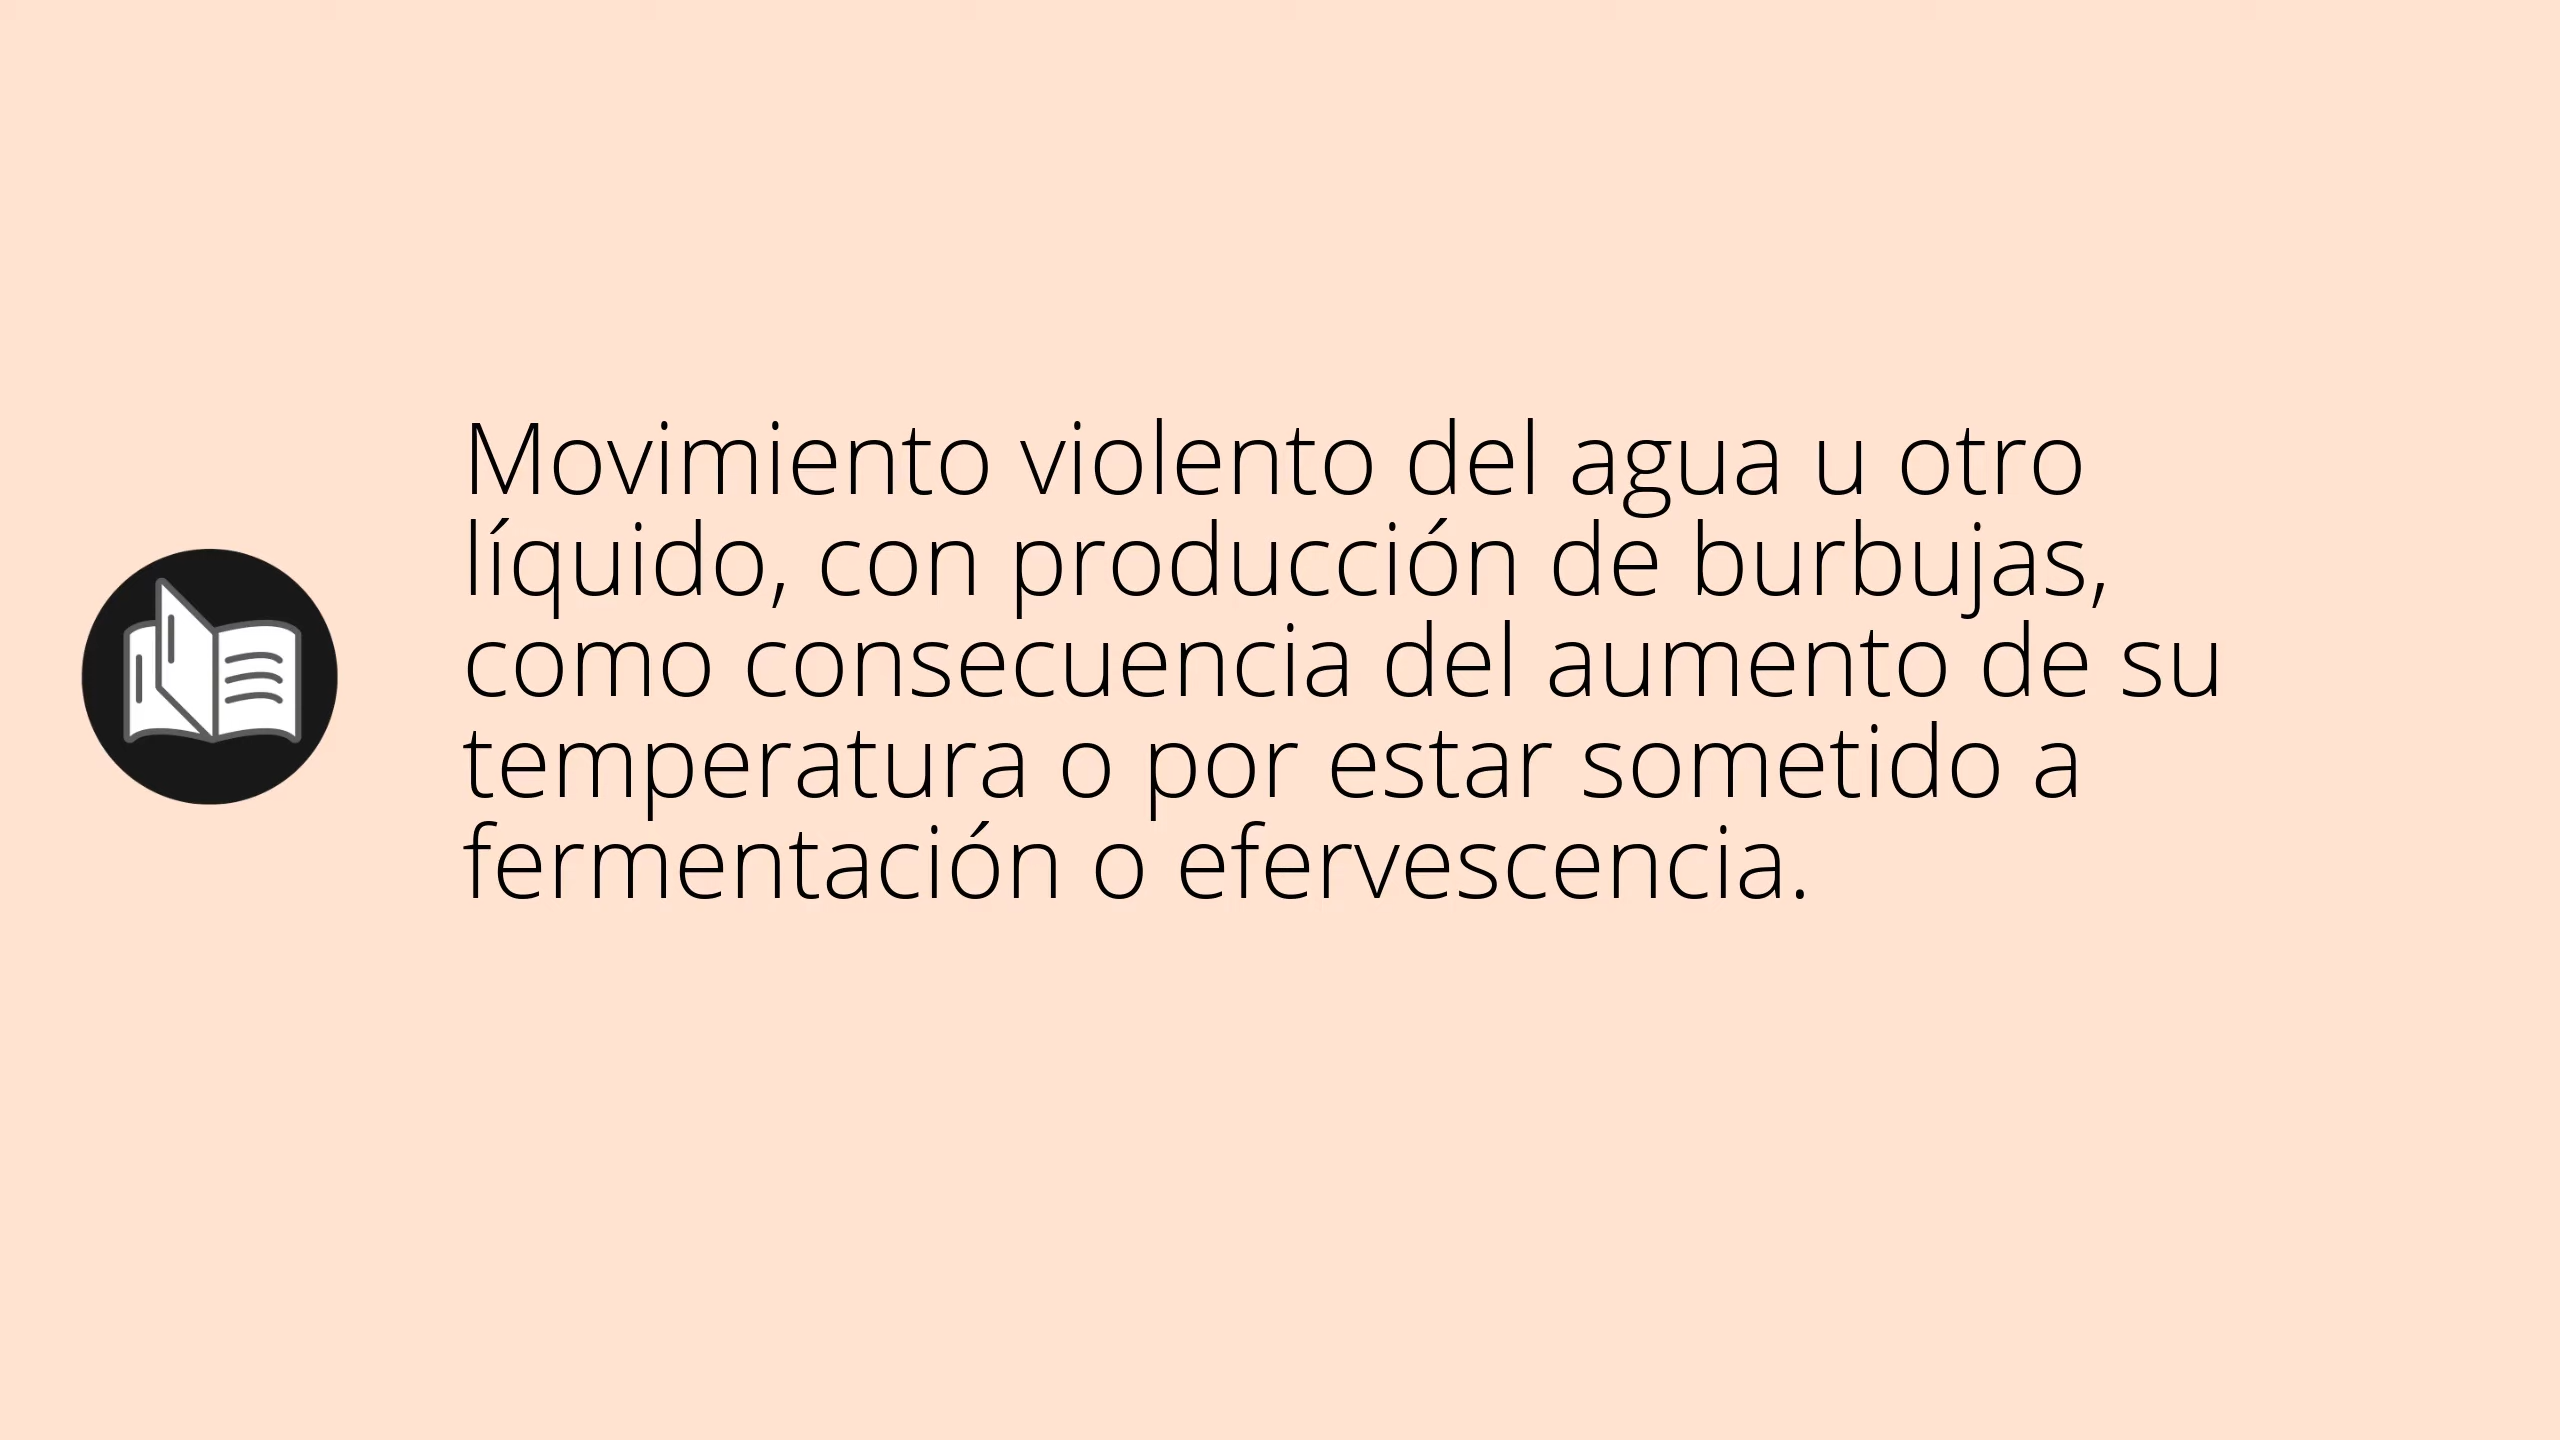 Movimiento violento del agua u otro
líquido, con producción de burbujas,
como consecuencia del aumento de su
temperatura o por estar sometido a
fermentación o efervescencia.